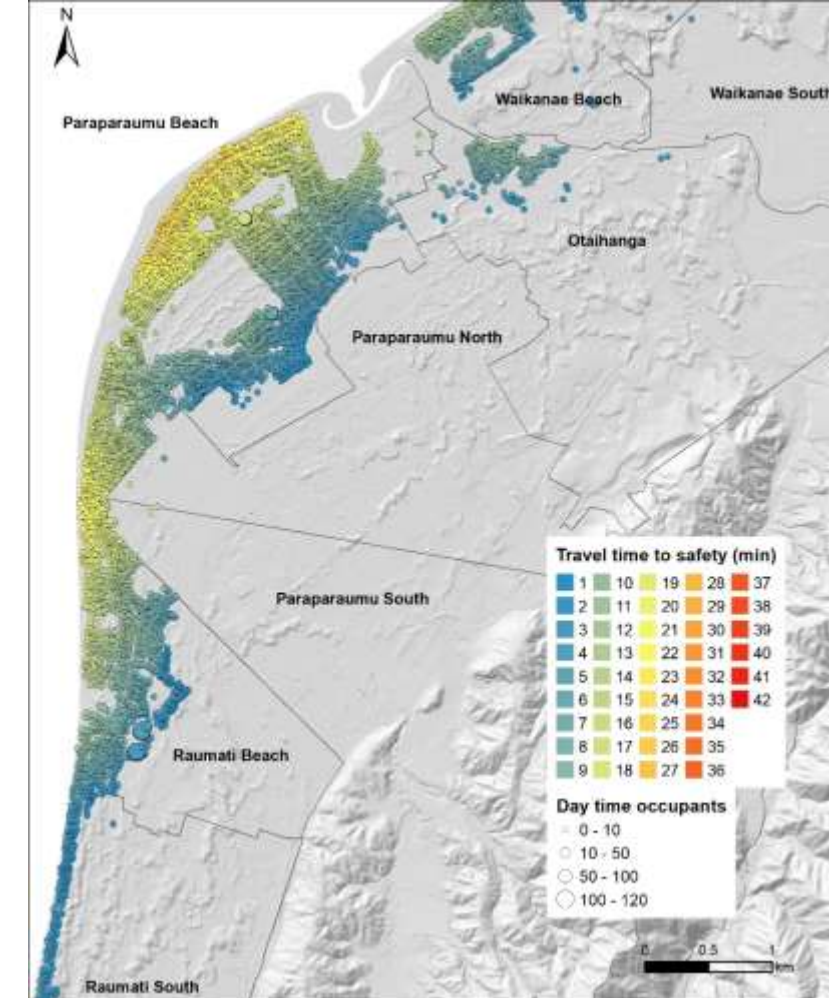 N
Paraparaumu Beach
Waikanae Beach
Waikanae South
Otaihanga
Paraparaumu North
Paraparaumu South
Raumati Beach
Raumati South
Travel time to safety (min)
1 10 19 28 37
2 11 20 29 38
3 12 21 30 39
4 13 22 31 40
5 14 23 32 41
6 15 24 33 42
7 16 25 34
8 17 26 35
9 18 27 36
Day time occupants
0 - 10
10 - 50
50 - 100
100 - 120
0 0.5 1
km